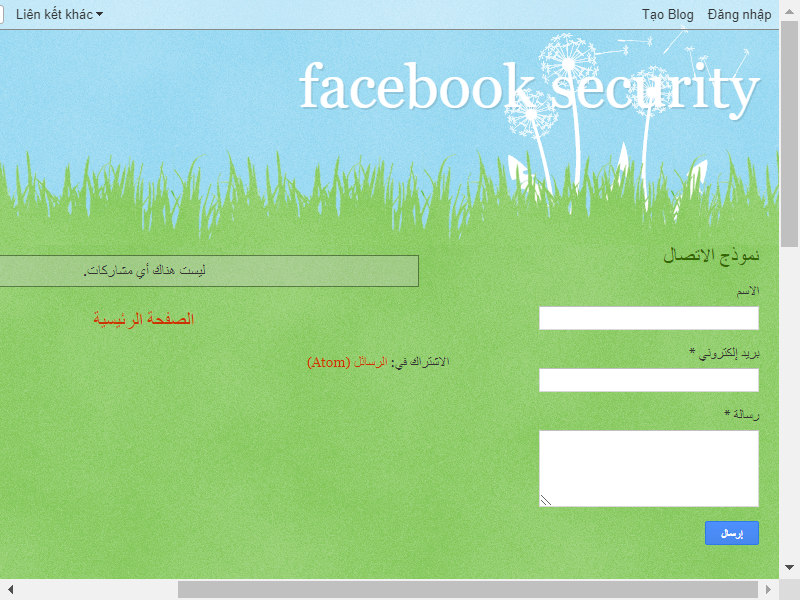 Liên kết khác
Tạo Blog
Đăng nhập
facebook security
نموذج الاتصال
الاسم
بريد إلكتروني *
رسالة *
إرسال
ليست هناك أي مشاركات.
الصفحة الرئيسية
الاشتراك في: الرسائل (Atom)